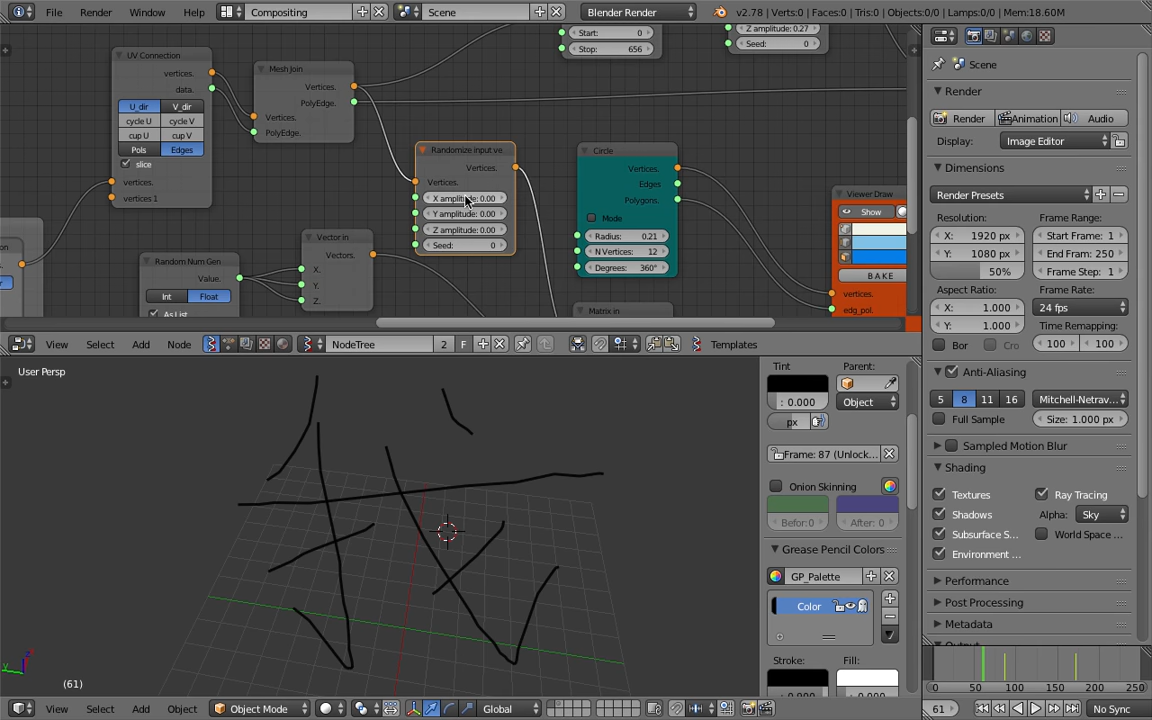 File Render Window Help Compositing Scene Blender Render v2.78 | Verts:0 | Faces:0 | Tris:0 | Objects:0/0 | Lamps:0/0 | Mem:18.60M
Start: 0
Stop: 656
Z amplitude: 0.27
Seed: 0
UV Connection
vertices.
data.
U_dir V_dir
cycle U cycle V
cup U cup V
Pols Edges
slice
vertices.
vertices 1
Mesh Join
Vertices.
PolyEdge.
Vertices.
PolyEdge.
Randomize input ve
Vertices.
Vertices.
X amplitude: 0.00
Y amplitude: 0.00
Z amplitude: 0.00
Seed: 0
Circle
Vertices.
Edges
Polygons.
Mode
Radius: 0.21
N Vertices: 12
Degrees: 360°
Viewer Draw
Show
BAKE
vertices.
edg_pol.
Vector in
Vectors.
X.
Y.
Z.
Random Num Gen
Value.
Int Float
As List
on
Matrix in
View Select Add Node NodeTree 2 F Templates
User Persp
(61)
Tint Parent:
: 0.000 Object
px
Frame: 87 (Unlock...
Onion Skinning
Befor:0 After: 0
Grease Pencil Colors
GP_Palette
Color
Stroke: Fill:
View Select Add Object Object Mode Global
Scene
Render
Render Animation Audio
Display: Image Editor
Dimensions
Render Presets
Resolution: Frame Range:
X: 1920 px Start Frame: 1
Y: 1080 px End Fram: 250
50% Frame Step: 1
Aspect Ratio: Frame Rate:
X: 1.000 24 fps
Y: 1.000 Time Remapping:
Bor Cro 100 100
Anti-Aliasing
5 8 11 16 Mitchell-Netrav...
Full Sample Size: 1.000 px
Sampled Motion Blur
Shading
Textures Ray Tracing
Shadows Alpha: Sky
Subsurface S... World Space ...
Environment ...
Performance
Post Processing
Metadata
0 50 100 150 200 250
61 No Sync